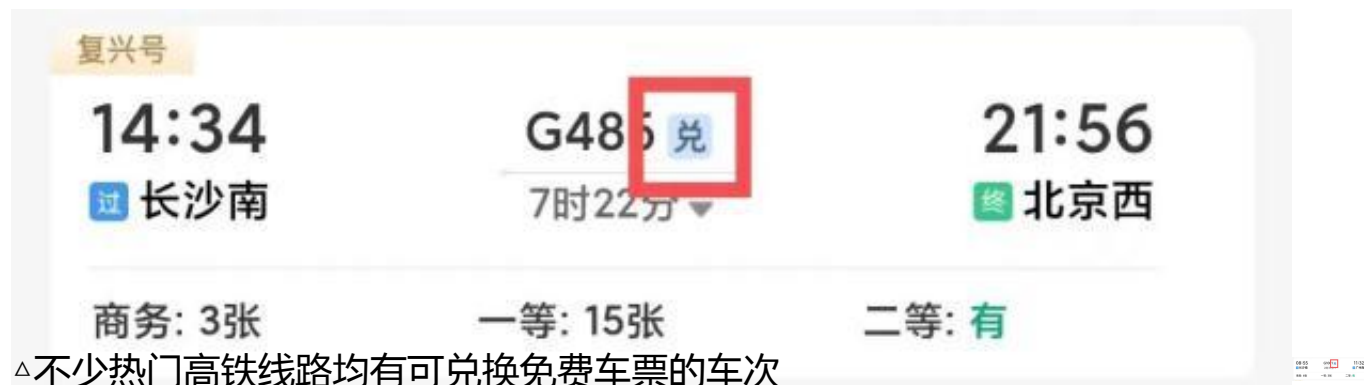 复兴号
14:34 G486 兑 21:56
过 长沙南 7时22分 终 北京西
商务: 3张 一等: 15张 二等: 有
△不少热门高铁线路均有可兑换免费车票的车次